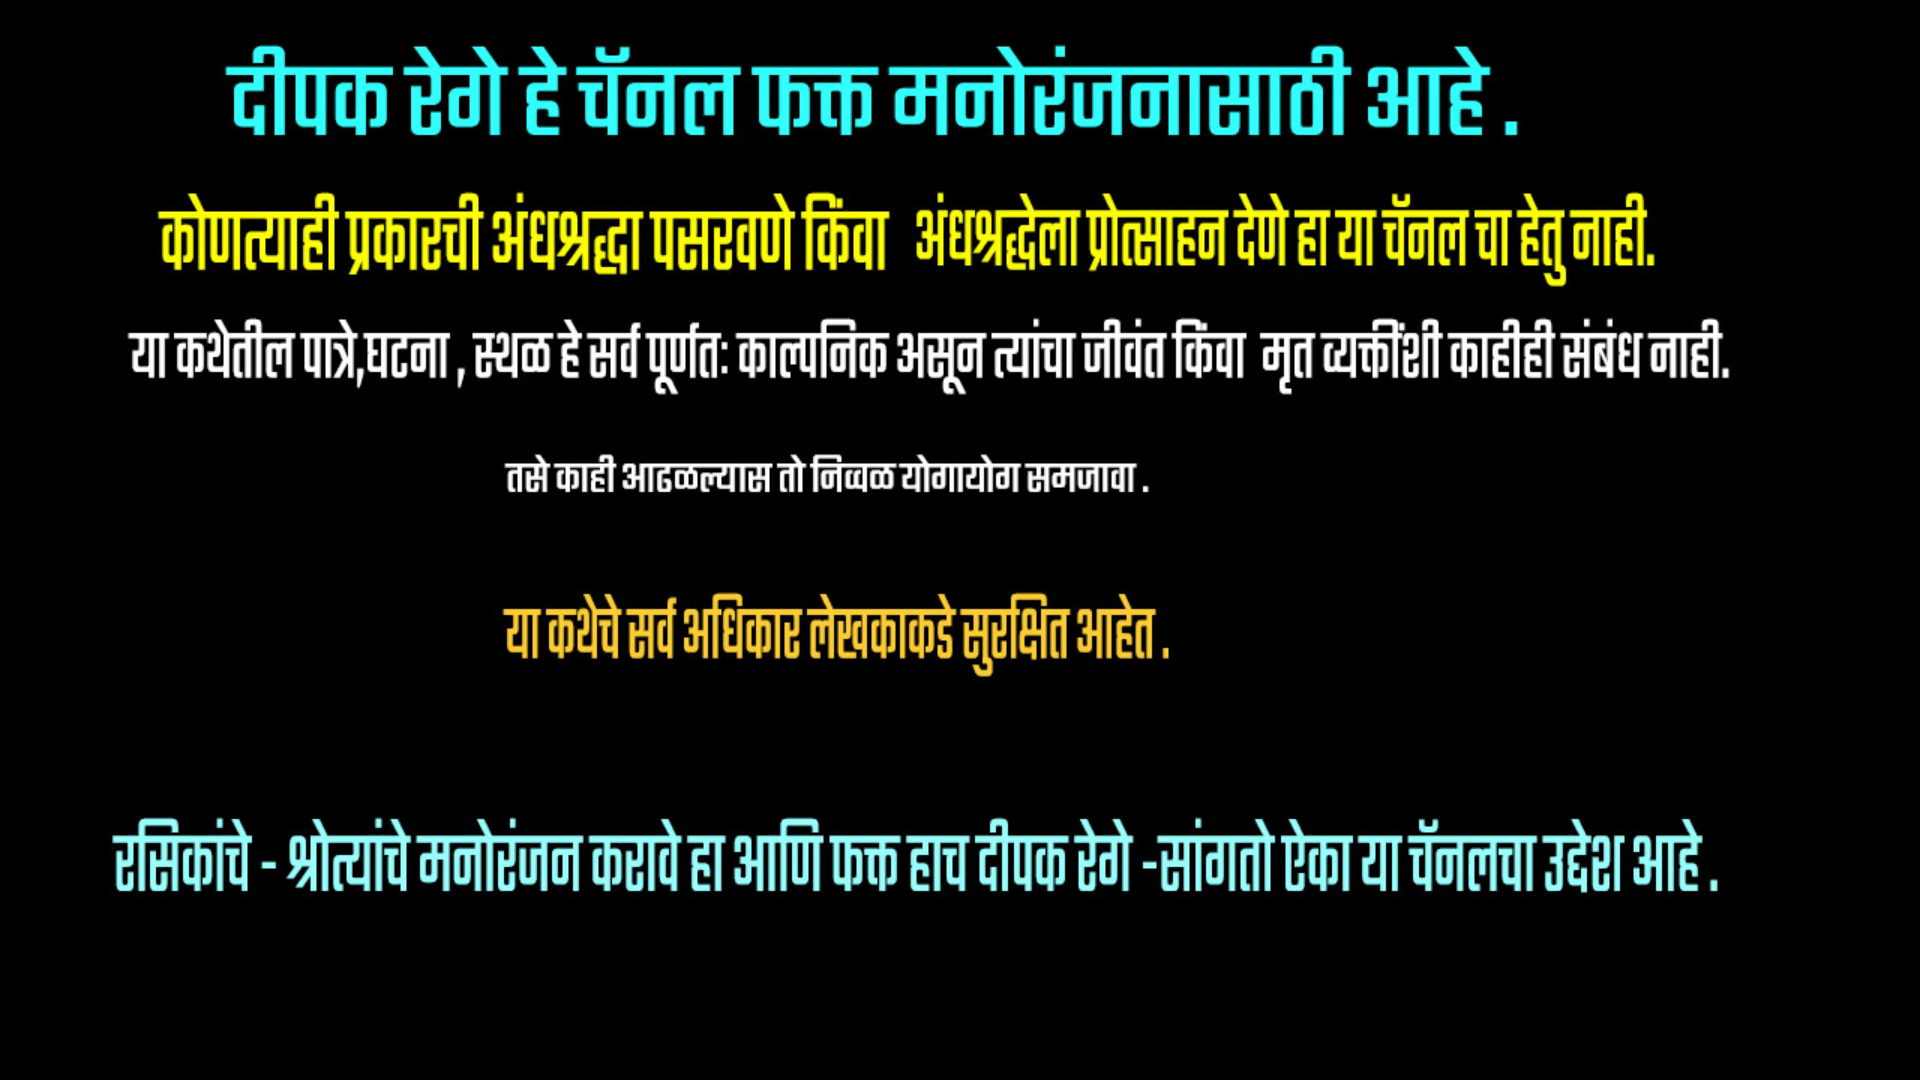 दीपक रेगे हे चॅनल फक्त मनोरंजनासाठी आहे .
कोणत्याही प्रकारची अंधश्रद्धा पसरवणे किंवा अंधश्रद्धेला प्रोत्साहन देणे हा या चॅनल चा हेतु नाही.
या कथेतील पात्रे,घटना , स्थळ हे सर्व पूर्णतः काल्पनिक असून त्यांचा जीवंत किंवा मृत व्यक्तींशी काहीही संबंध नाही.
तसे काही आढळल्यास तो निव्वळ योगायोग समजावा .
या कथेचे सर्व अधिकार लेखकाकडे सुरक्षित आहेत .
रसिकांचे - श्रोत्यांचे मनोरंजन करावे हा आणि फक्त हाच दीपक रेगे -सांगतो ऐका या चॅनलचा उद्देश आहे .